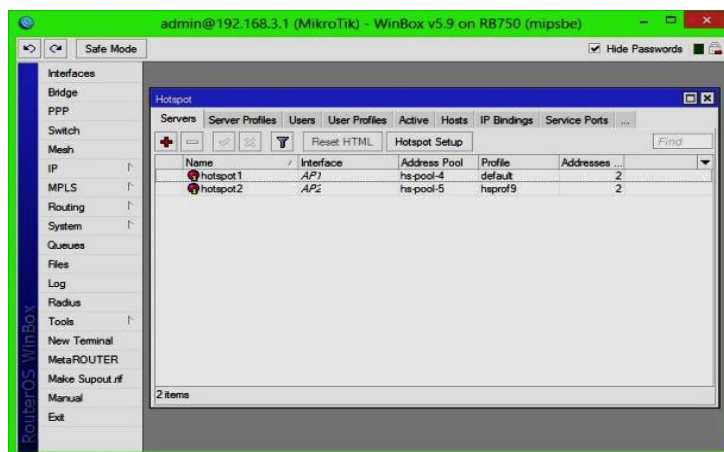 admin@192.168.3.1 (MikroTik) - WinBox v5.9 on RB750 (mipsbe)
Safe Mode
Hide Passwords
Interfaces
Bridge
PPP
Switch
Mesh
IP
MPLS
Routing
System
Queues
Files
Log
Radius
Tools
New Terminal
MetaROUTER
Make Supout.rif
Manual
Exit
RouterOS WinBox
Hotspot
Servers Server Profiles Users User Profiles Active Hosts IP Bindings Service Ports ...
Reset HTML Hotspot Setup Find
Name / Interface Address Pool Profile Addresses ...
hotspot1 AP1 hs-pool-4 default 2
hotspot2 AP2 hs-pool-5 hsprof9 2
2 items